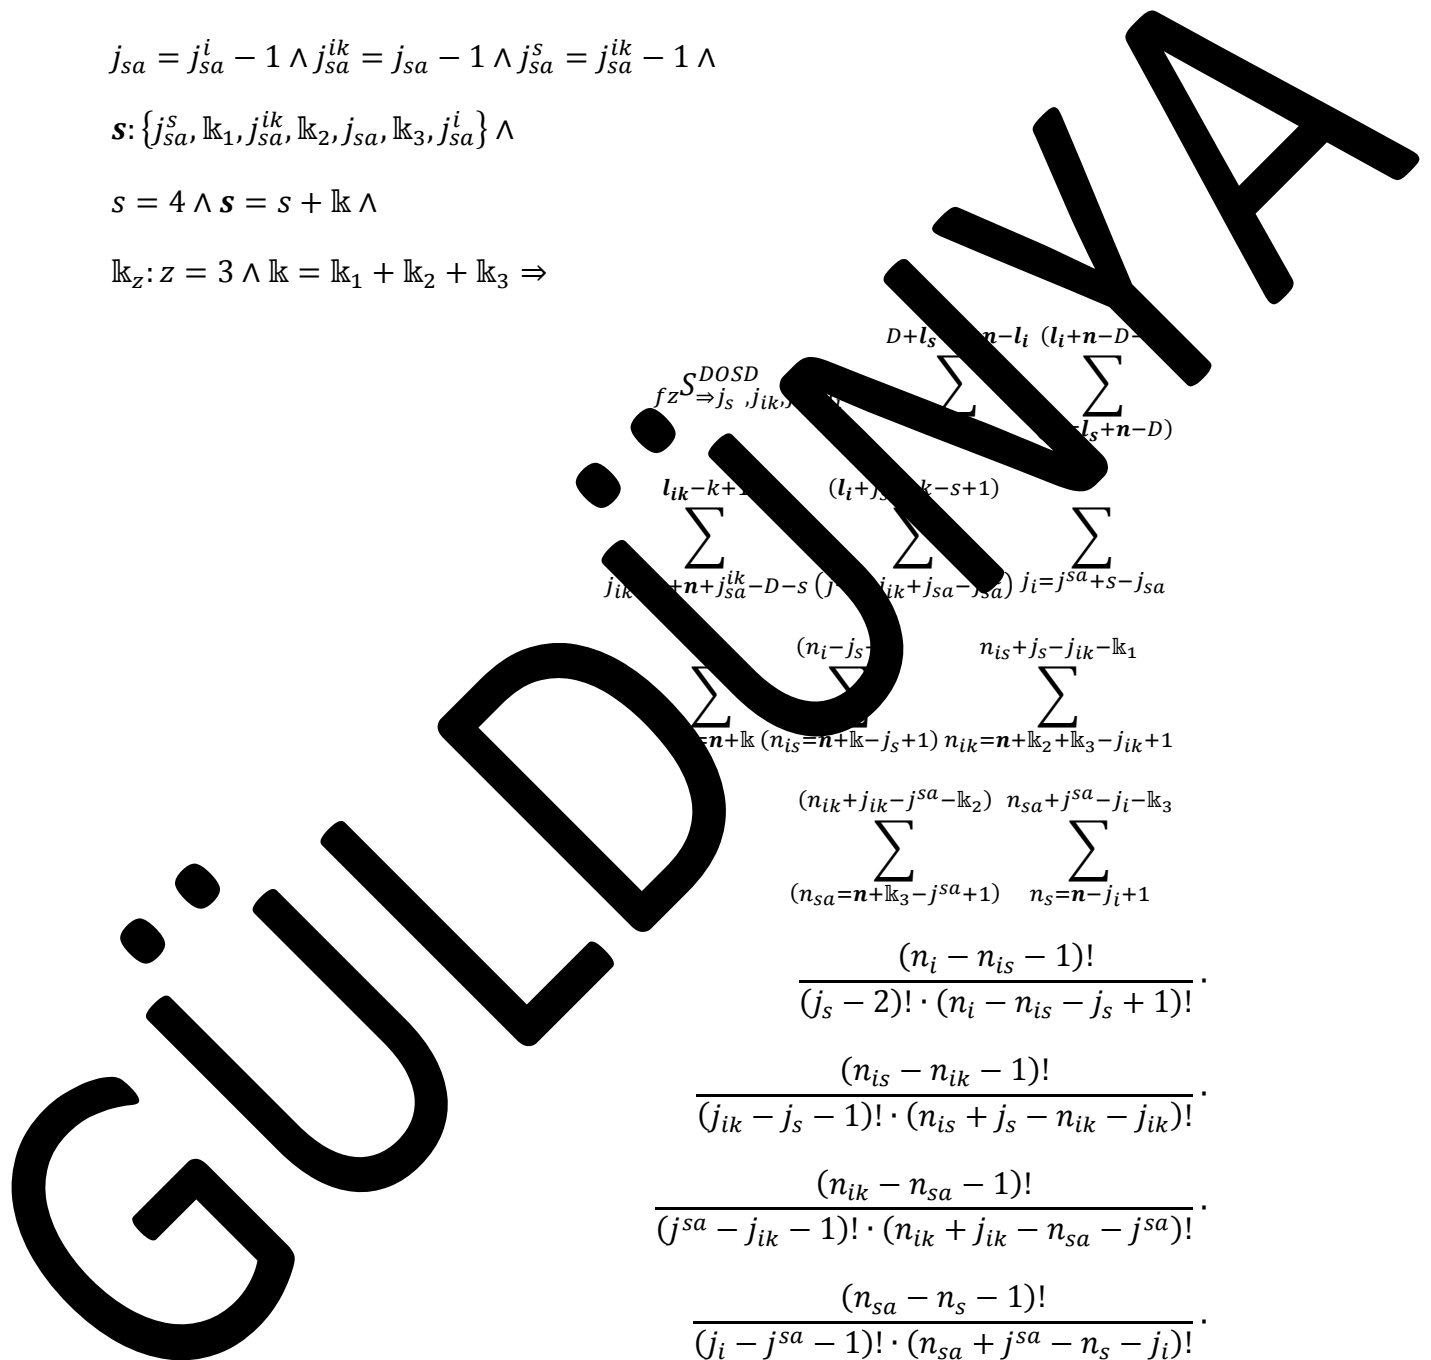 j_{sa} = j_{sa}^{i} − 1 ∧ j_{sa}^{ik} = j_{sa} − 1 ∧ j_{sa}^{s} = j_{sa}^{ik} − 1 ∧
s: {j_{sa}^{s}, 𝕜_1, j_{sa}^{ik}, 𝕜_2, j_{sa}, 𝕜_3, j_{sa}^{i}} ∧
s = 4 ∧ s = s + 𝕜 ∧
𝕜_z: z = 3 ∧ 𝕜 = 𝕜_1 + 𝕜_2 + 𝕜_3 ⇒
D+l_s n−l_i (l_i+n−D−
_{fz}S_{⇒j_s ,j_{ik},}^{DOSD} ∑ ∑
=l_s+n−D)
l_{ik}−k+1 (l_i+ k−s+1)
∑ ∑ ∑
j_{ik} +n+j_{sa}^{ik}−D−s (j j_{ik}+j_{sa}−j_{sa}) j_i=j^{sa}+s−j_{sa}
(n_i−j_s n_{is}+j_s−j_{ik}−𝕜_1
∑ ∑ ∑
=n+𝕜 (n_{is}=n+𝕜−j_s+1) n_{ik}=n+𝕜_2+𝕜_3−j_{ik}+1
(n_{ik}+j_{ik}−j^{sa}−𝕜_2) n_{sa}+j^{sa}−j_i−𝕜_3
∑ ∑
(n_{sa}=n+𝕜_3−j^{sa}+1) n_s=n−j_i+1
(n_i − n_{is} − 1)!
(j_s − 2)! · (n_i − n_{is} − j_s + 1)! ·
(n_{is} − n_{ik} − 1)!
(j_{ik} − j_s − 1)! · (n_{is} + j_s − n_{ik} − j_{ik})! ·
(n_{ik} − n_{sa} − 1)!
(j^{sa} − j_{ik} − 1)! · (n_{ik} + j_{ik} − n_{sa} − j^{sa})! ·
(n_{sa} − n_s − 1)!
(j_i − j^{sa} − 1)! · (n_{sa} + j^{sa} − n_s − j_i)! ·
GÜLDÜNYA